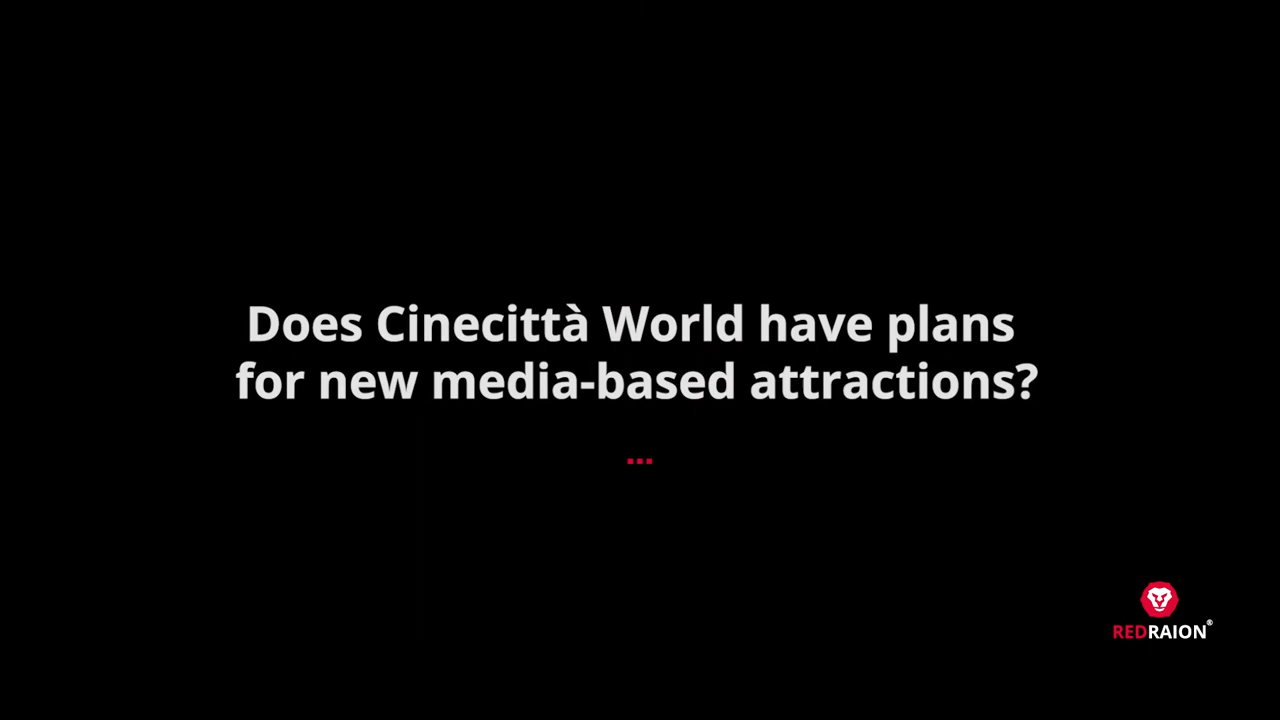 Does Cinecittà World have plans
for new media-based attractions?
...
REDRAION®